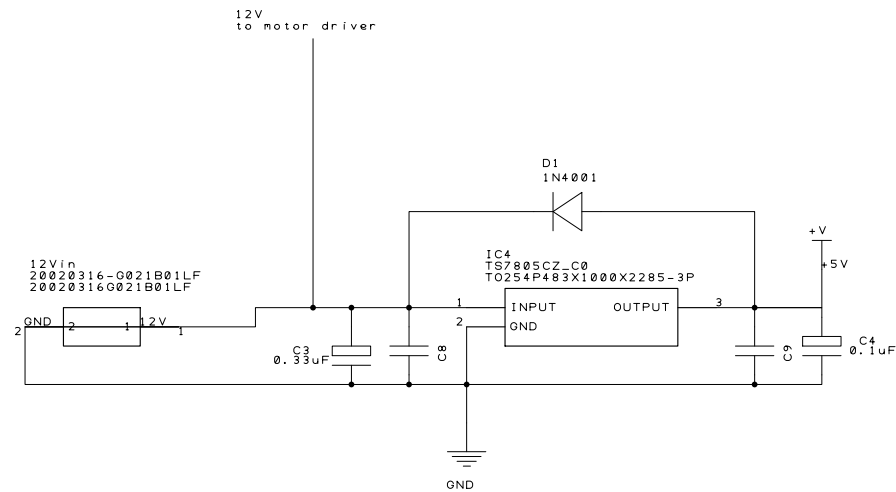 12V
to motor driver
D1
1N4001
+V
+5V
12Vin
20020316-G021B01LF
20020316G021B01LF
IC4
TS7805CZ_C0
TO254P483X1000X2285-3P
1
INPUT
OUTPUT
3
2
GND
2
GND
2
1
12V
1
C3
0.33uF
C8
C9
C4
0.1uF
GND